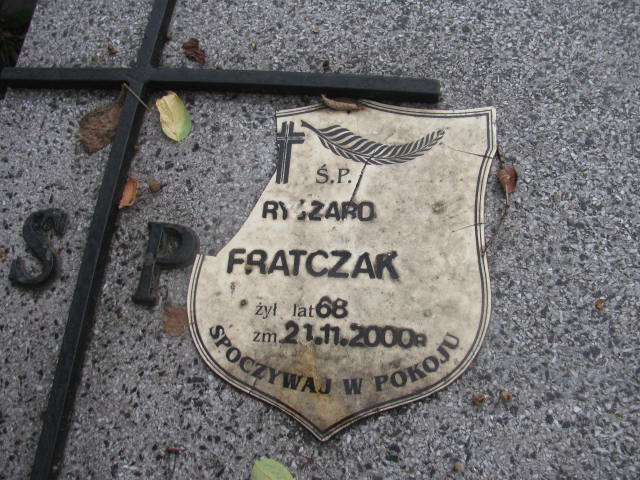 S P
Ś.P.
RYSZARD
FRATCZAK
żył lat 68
zm. 21.11.2000R
SPOCZYWAJ W POKOJU